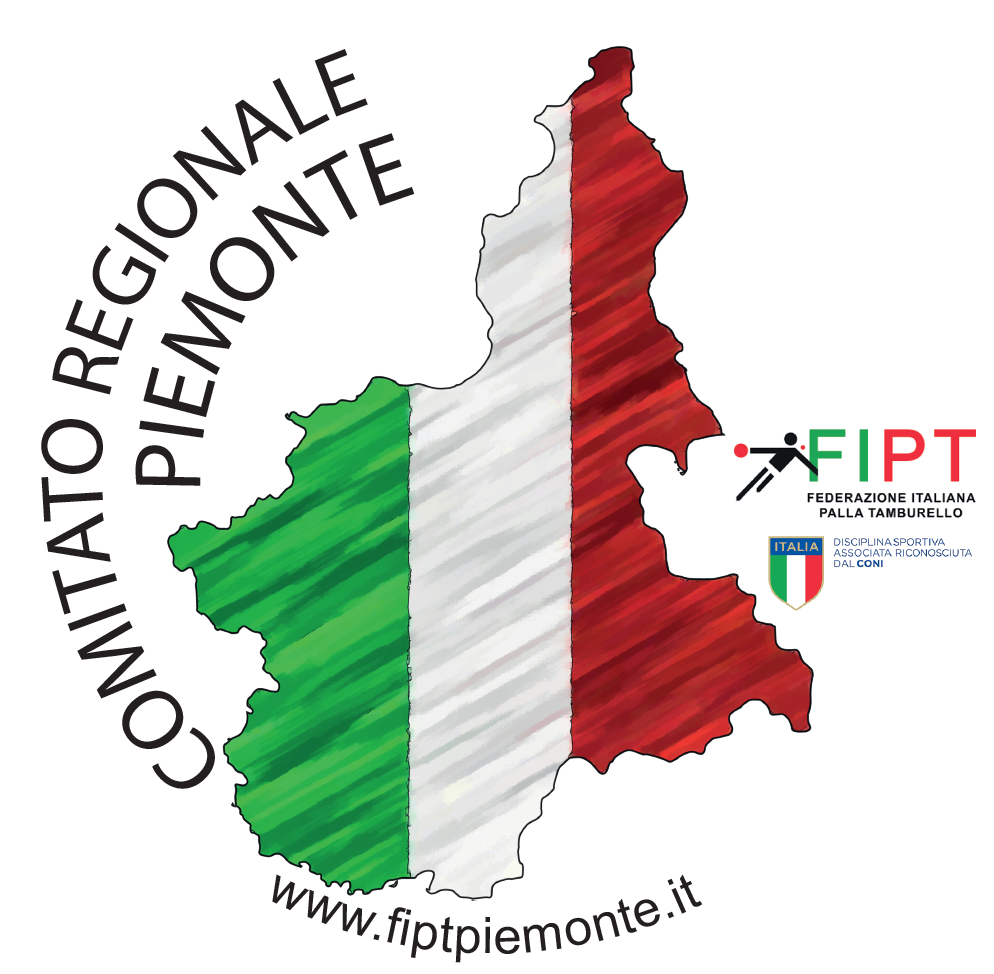 COMITATO REGIONALE
PIEMONTE
FIPT
FEDERAZIONE ITALIANA
PALLA TAMBURELLO
ITALIA
DISCIPLINA SPORTIVA
ASSOCIATA RICONOSCIUTA
DAL CONI
www.fiptpiemonte.it